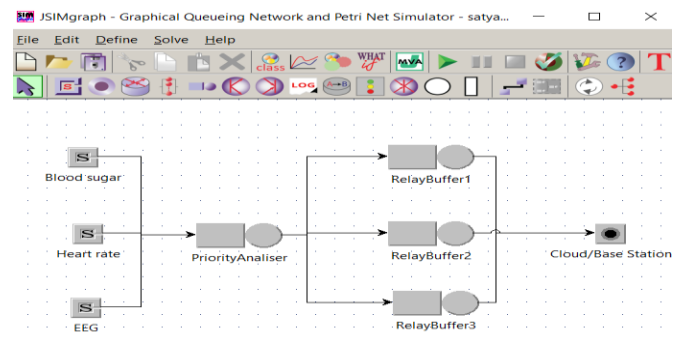 JSIMgraph - Graphical Queueing Network and Petri Net Simulator - satya...
File Edit Define Solve Help
class WHAT IF MVA ? T
S LOG A→B
S
Blood sugar
RelayBuffer1
S
Heart rate
PriorityAnaliser
RelayBuffer2
Cloud/Base Station
S
EEG
RelayBuffer3